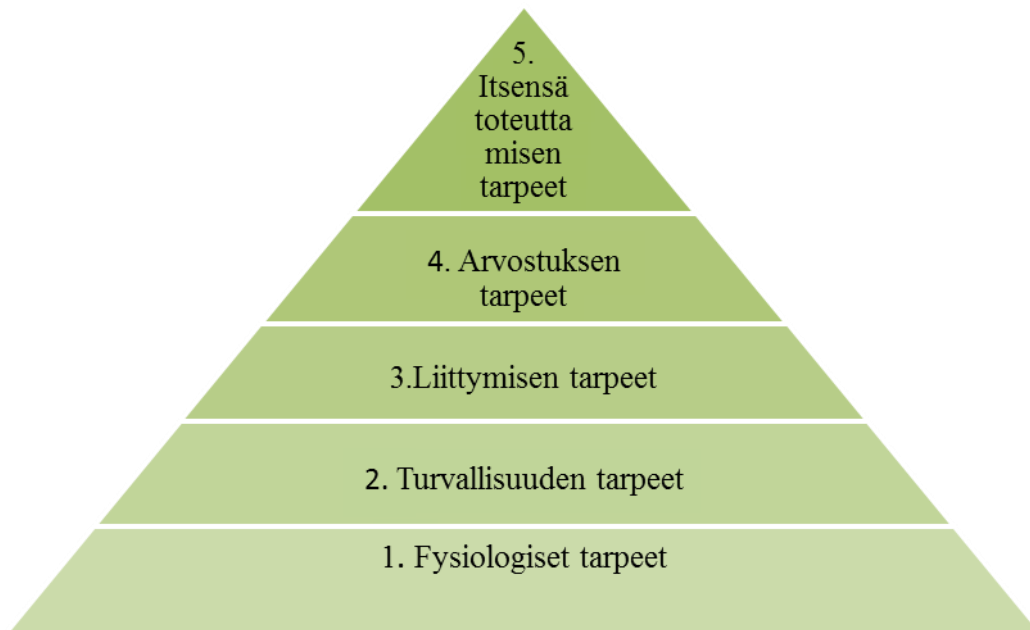 5.
Itsensä
toteutta
misen
tarpeet
4. Arvostuksen
tarpeet
3.Liittymisen tarpeet
2. Turvallisuuden tarpeet
1. Fysiologiset tarpeet